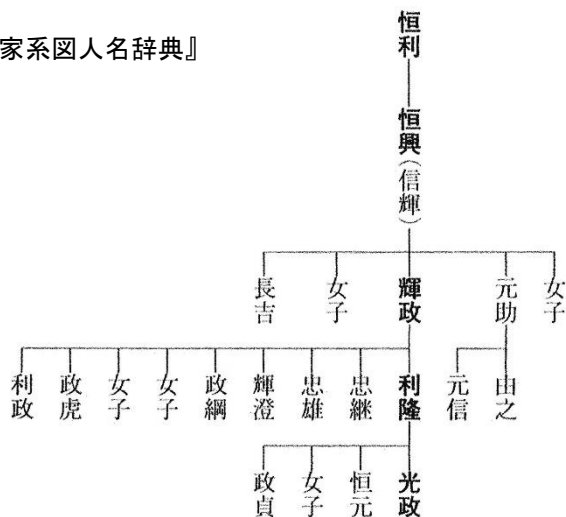 家系図人名辞典』
恒利
恒興(信輝)
女子
元助
輝政
女子
長吉
由之
元信
利隆
忠継
忠雄
輝澄
政綱
女子
女子
政虎
利政
光政
恒元
女子
政貞